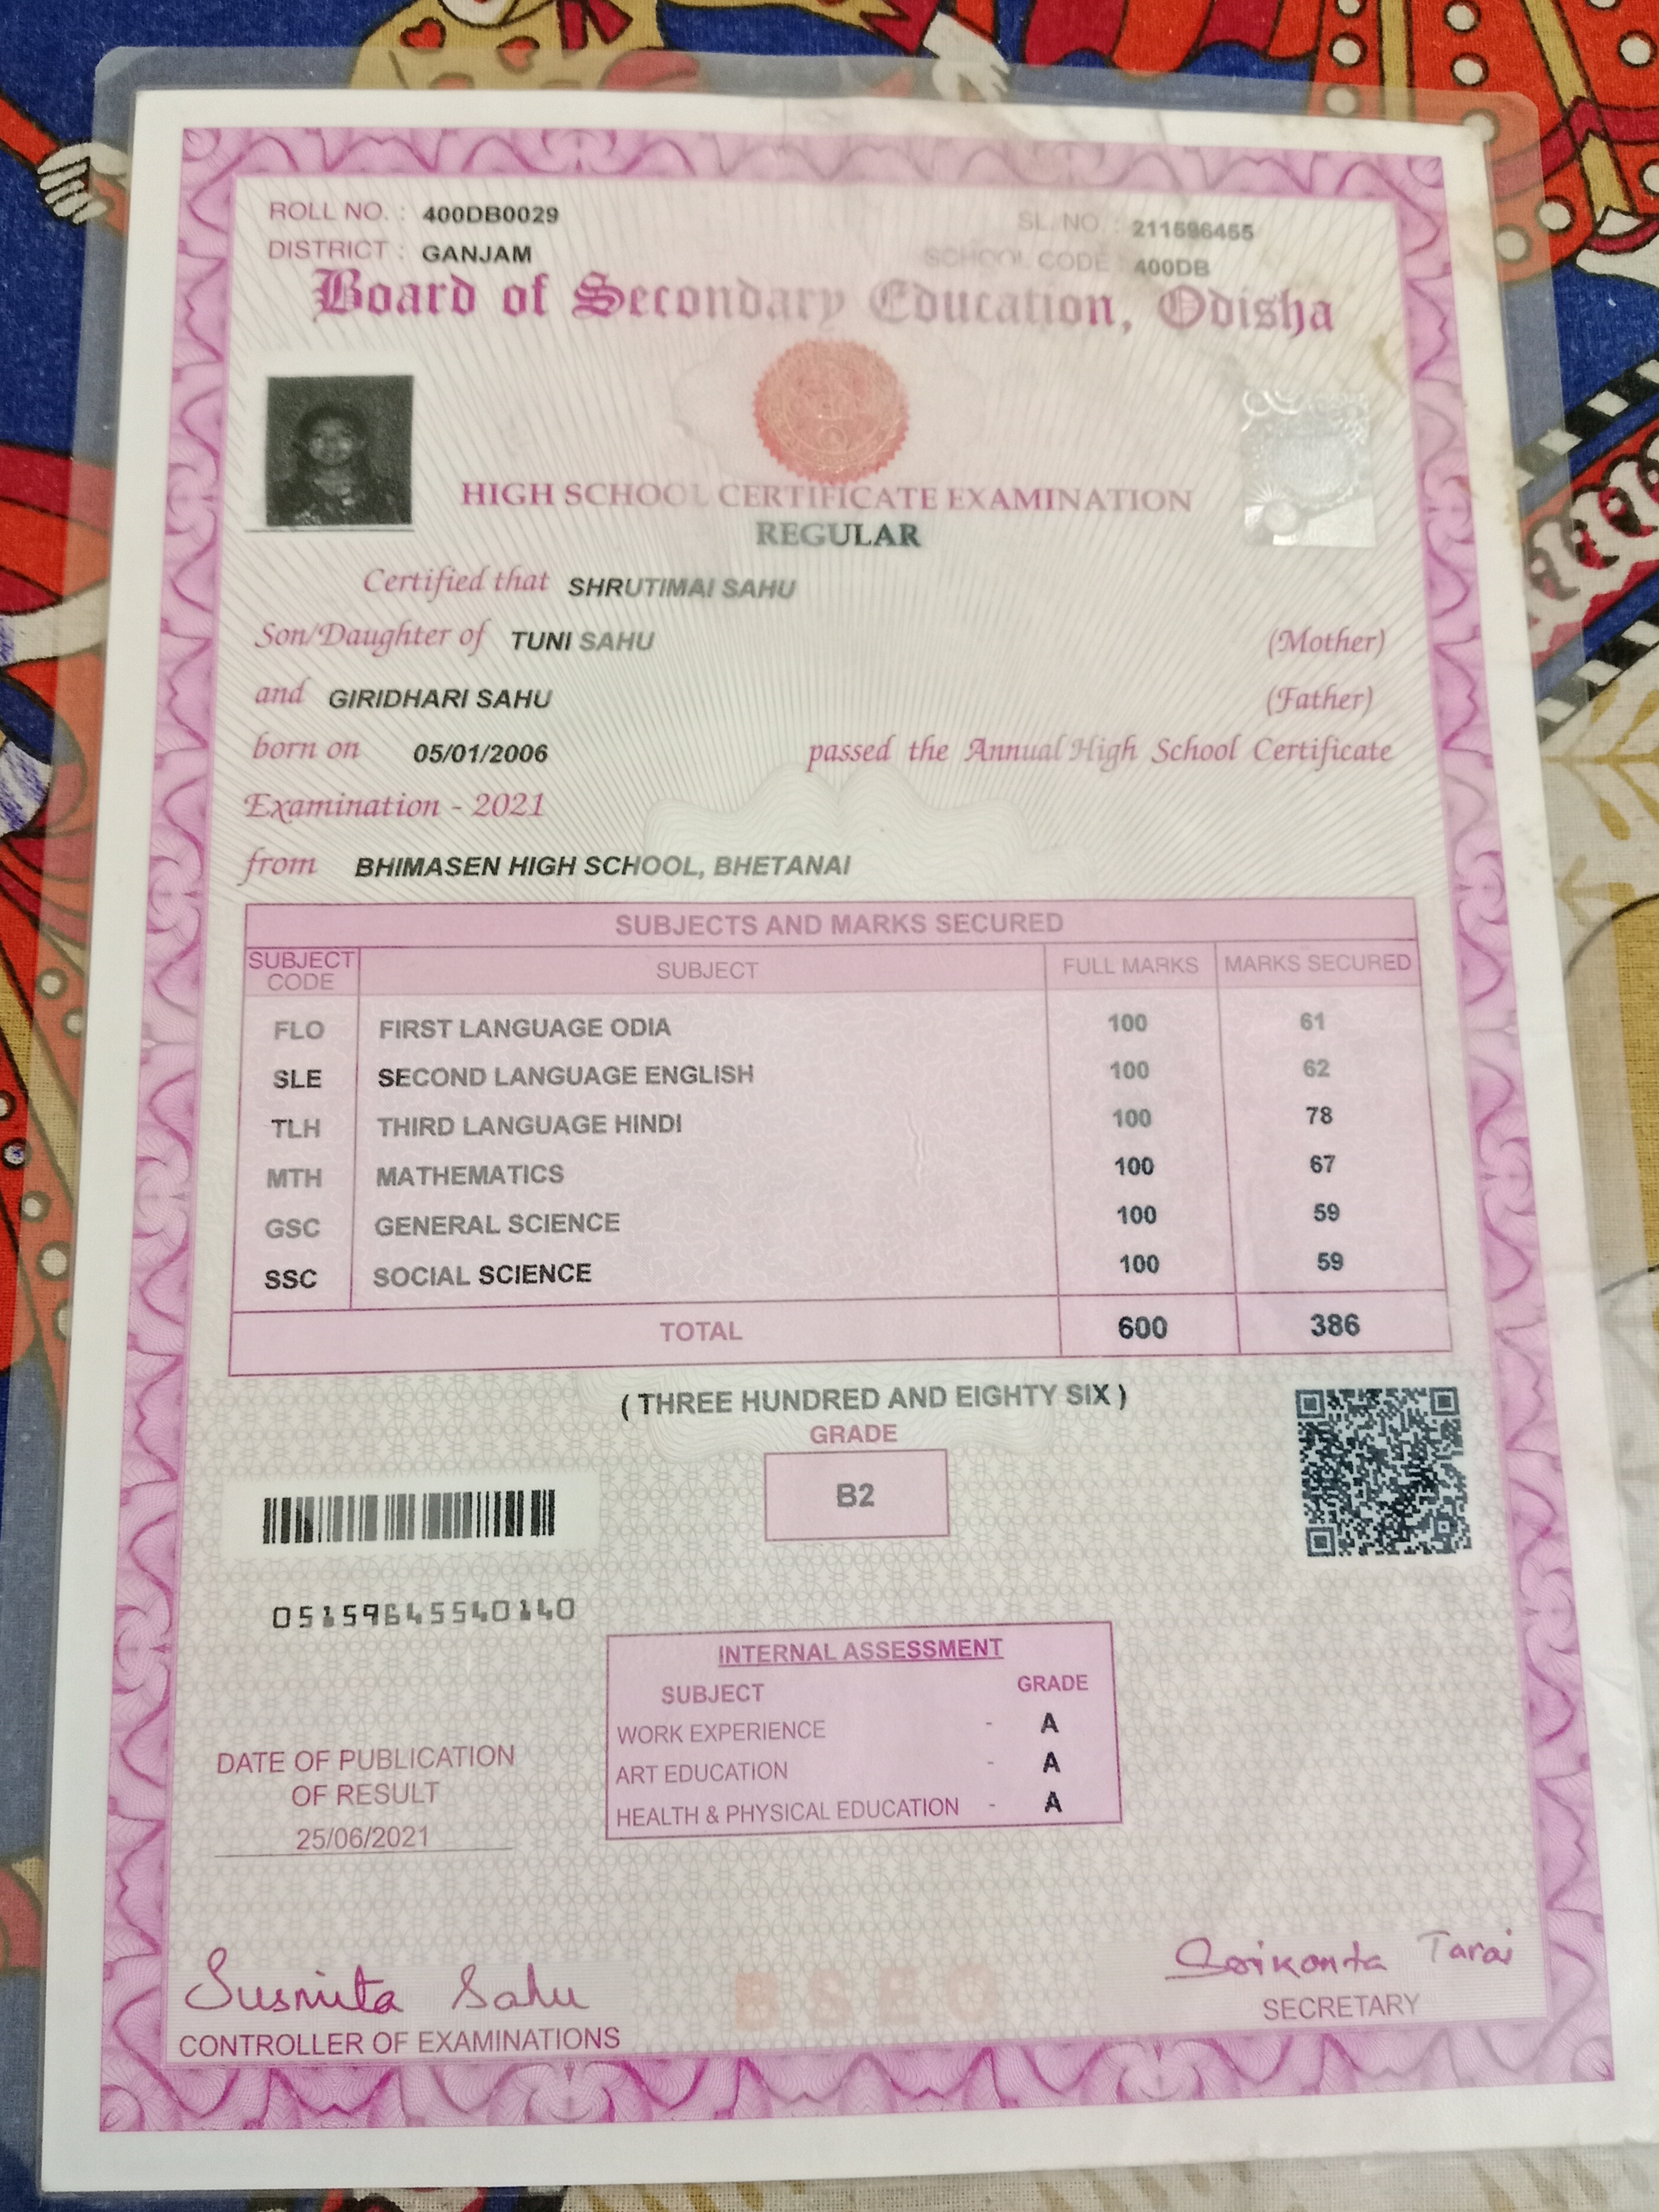 ROLL NO. : 400DB0029
SL. NO. : 211596455
DISTRICT : GANJAM
SCHOOL CODE : 400DB
Board of Secondary Education, Odisha
HIGH SCHOOL CERTIFICATE EXAMINATION
REGULAR
Certified that SHRUTIMAI SAHU
Son/Daughter of TUNI SAHU (Mother)
and GIRIDHARI SAHU (Father)
born on 05/01/2006 passed the Annual High School Certificate
Examination - 2021
from BHIMASEN HIGH SCHOOL, BHETANAI
SUBJECTS AND MARKS SECURED
SUBJECT CODE SUBJECT FULL MARKS MARKS SECURED
FLO FIRST LANGUAGE ODIA 100 61
SLE SECOND LANGUAGE ENGLISH 100 62
TLH THIRD LANGUAGE HINDI 100 78
MTH MATHEMATICS 100 67
GSC GENERAL SCIENCE 100 59
SSC SOCIAL SCIENCE 100 59
TOTAL 600 386
( THREE HUNDRED AND EIGHTY SIX )
GRADE
B2
05159645540140
INTERNAL ASSESSMENT
SUBJECT GRADE
WORK EXPERIENCE - A
ART EDUCATION - A
HEALTH & PHYSICAL EDUCATION - A
DATE OF PUBLICATION
OF RESULT
25/06/2021
Susmita Sahu
CONTROLLER OF EXAMINATIONS
BSEO
Srikanta Tarai
SECRETARY